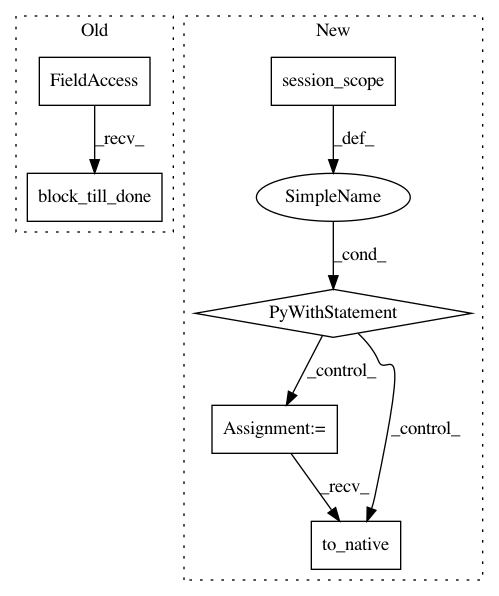 Old
New
FieldAccess
session_scope
_recv_
_def_
block_till_done
SimpleName
_cond_
PyWithStatement
_control_
Assignment:=
_control_
_recv_
to_native